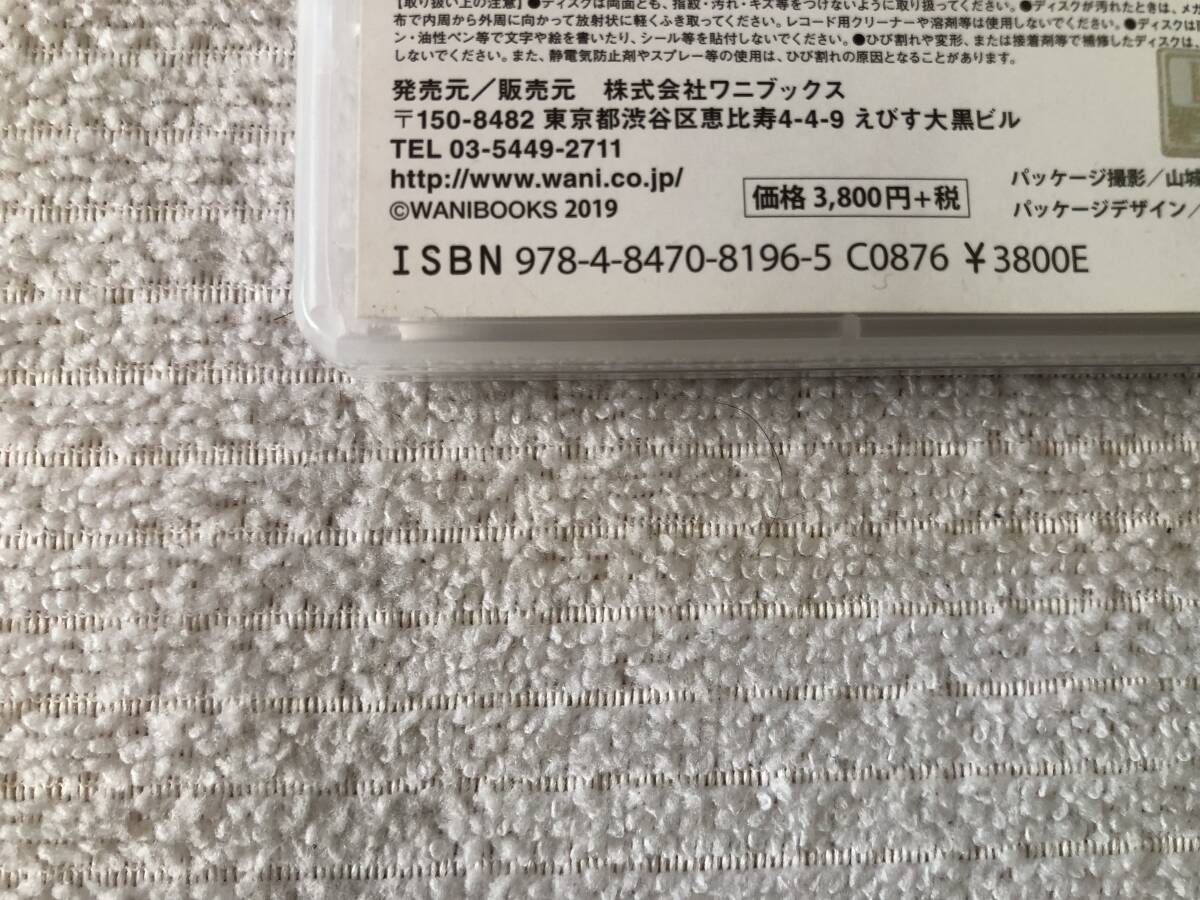 【取り扱い上の注意】●ディスクは両面とも、指紋・汚れ・キズ等をつけないように取り扱ってください。●ディスクが汚れたときは、メガ
布で内周から外周に向かって放射状に軽くふき取ってください。レコード用クリーナーや溶剤等は使用しないでください。●ディスクは
ン・油性ペン等で文字や絵を書いたり、シール等を貼付しないでください。●ひび割れや変形、または接着剤等で補修したディスクは、
しないでください。また、静電気防止剤やスプレー等の使用は、ひび割れの原因となることがあります。
発売元／販売元　株式会社ワニブックス
〒150-8482 東京都渋谷区恵比寿4-4-9 えびす大黒ビル
TEL 03-5449-2711
http://www.wani.co.jp/
©WANIBOOKS 2019
価格 3,800円+税
パッケージ撮影／山城
パッケージデザイン／
ISBN 978-4-8470-8196-5 C0876 ¥3800E